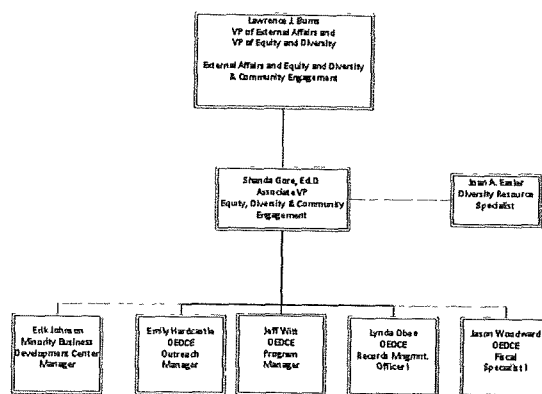 Lawrence J. Burns
VP of External Affairs and
VP of Equity and Diversity
External Affairs and Equity and Diversity
& Community Engagement
Shanda Gore, Ed.D.
Associate VP
Equity, Diversity & Community
Engagement
Joan A.
Diversity Resource
Specialist
Erik Johnson
Minority Business
Development Center
Manager
Emily Hardcastle
OEDCE
Outreach
Manager
Jeff Witt
OEDCE
Program
Manager
Lynda Obee
OEDCE
Records Mngmnt.
Officer I
Jason Woodward
OEDCE
Fiscal
Specialist I